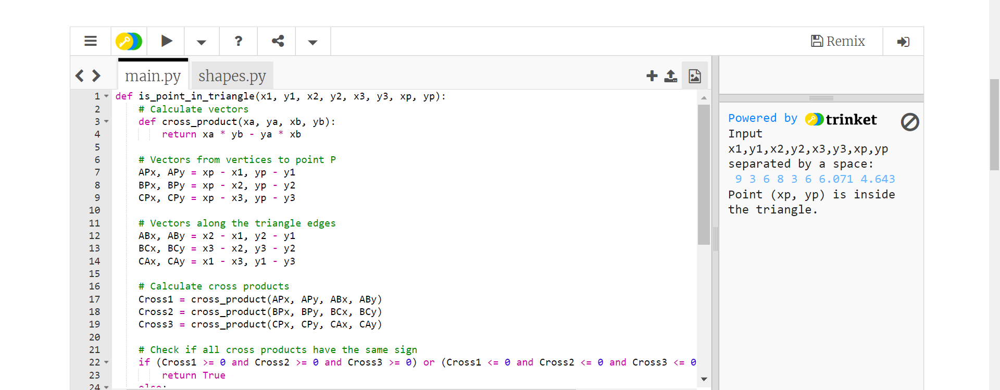 ? Remix
main.py shapes.py
1 def is_point_in_triangle(x1, y1, x2, y2, x3, y3, xp, yp):
2 # Calculate vectors
3 def cross_product(xa, ya, xb, yb):
4 return xa * yb - ya * xb
5
6 # Vectors from vertices to point P
7 APx, APy = xp - x1, yp - y1
8 BPx, BPy = xp - x2, yp - y2
9 CPx, CPy = xp - x3, yp - y3
10
11 # Vectors along the triangle edges
12 ABx, ABy = x2 - x1, y2 - y1
13 BCx, BCy = x3 - x2, y3 - y2
14 CAx, CAy = x1 - x3, y1 - y3
15
16 # Calculate cross products
17 Cross1 = cross_product(APx, APy, ABx, ABy)
18 Cross2 = cross_product(BPx, BPy, BCx, BCy)
19 Cross3 = cross_product(CPx, CPy, CAx, CAy)
20
21 # Check if all cross products have the same sign
22 if (Cross1 >= 0 and Cross2 >= 0 and Cross3 >= 0) or (Cross1 <= 0 and Cross2 <= 0 and Cross3 <= 0
23 return True
24 else:
Powered by trinket
Input
x1,y1,x2,y2,x3,y3,xp,yp
separated by a space:
9 3 6 8 3 6 6.071 4.643
Point (xp, yp) is inside
the triangle.